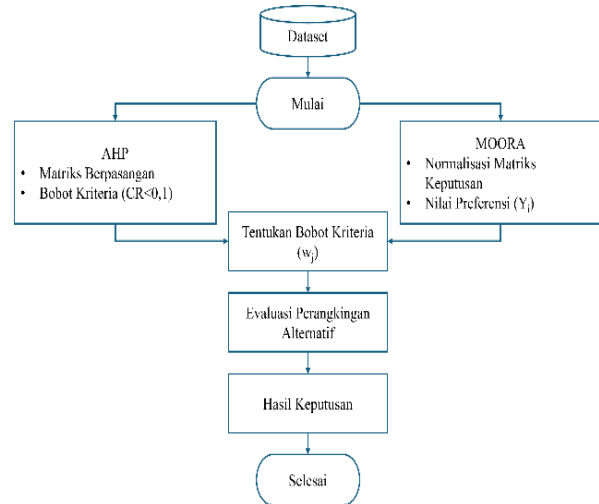 Dataset
Mulai
AHP
• Matriks Berpasangan
• Bobot Kriteria (CR<0,1)
MOORA
• Normalisasi Matriks
Keputusan
• Nilai Preferensi (Yi)
Tentukan Bobot Kriteria
(wj)
Evaluasi Perangkingan
Alternatif
Hasil Keputusan
Selesai